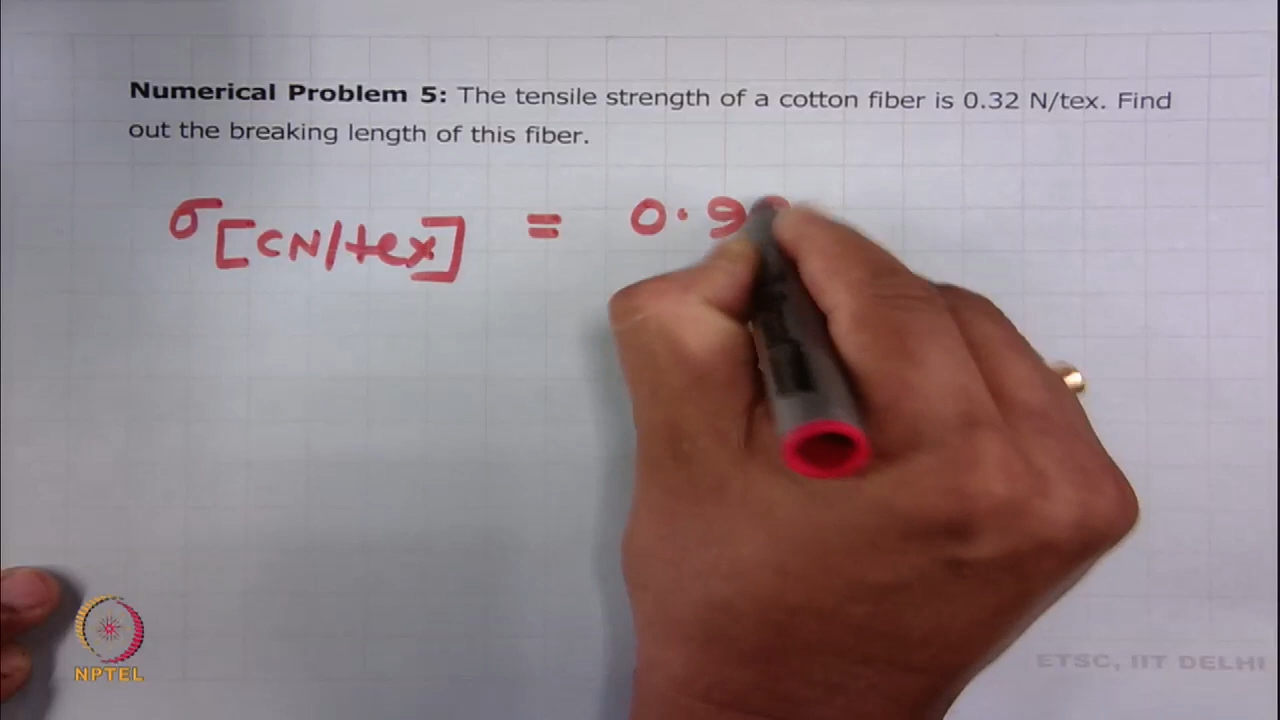 Numerical Problem 5: The tensile strength of a cotton fiber is 0.32 N/tex. Find
out the breaking length of this fiber.
σ [CN/tex] = 0.9
NPTEL
ETSC, IIT DELHI